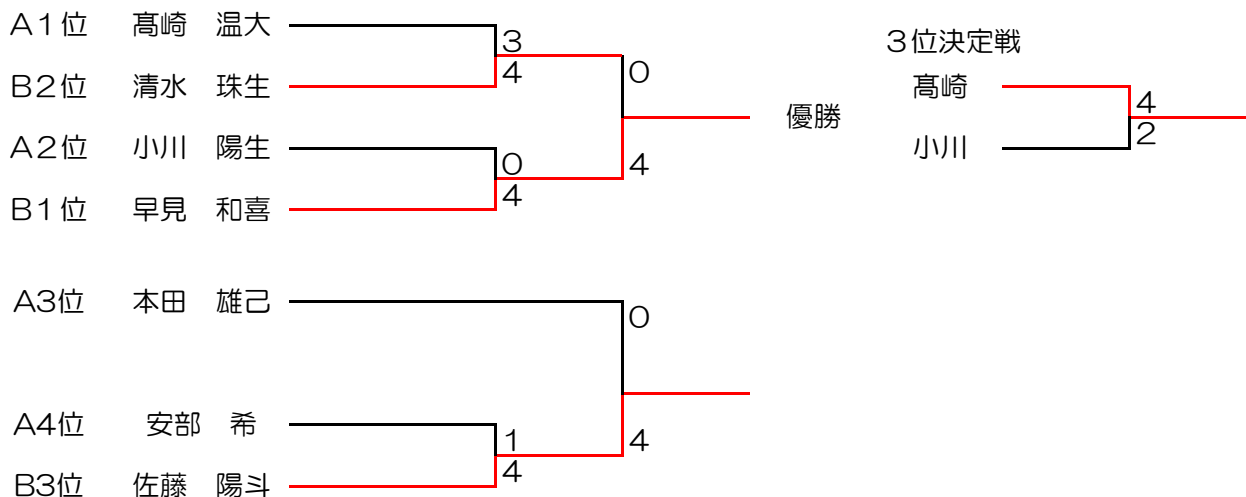 A1位 髙崎 温大
3
4
B2位 清水 珠生
0
4
優勝
A2位 小川 陽生
0
4
B1位 早見 和喜
3位決定戦
髙崎
4
2
小川
A3位 本田 雄己
0
4
A4位 安部 希
1
4
B3位 佐藤 陽斗